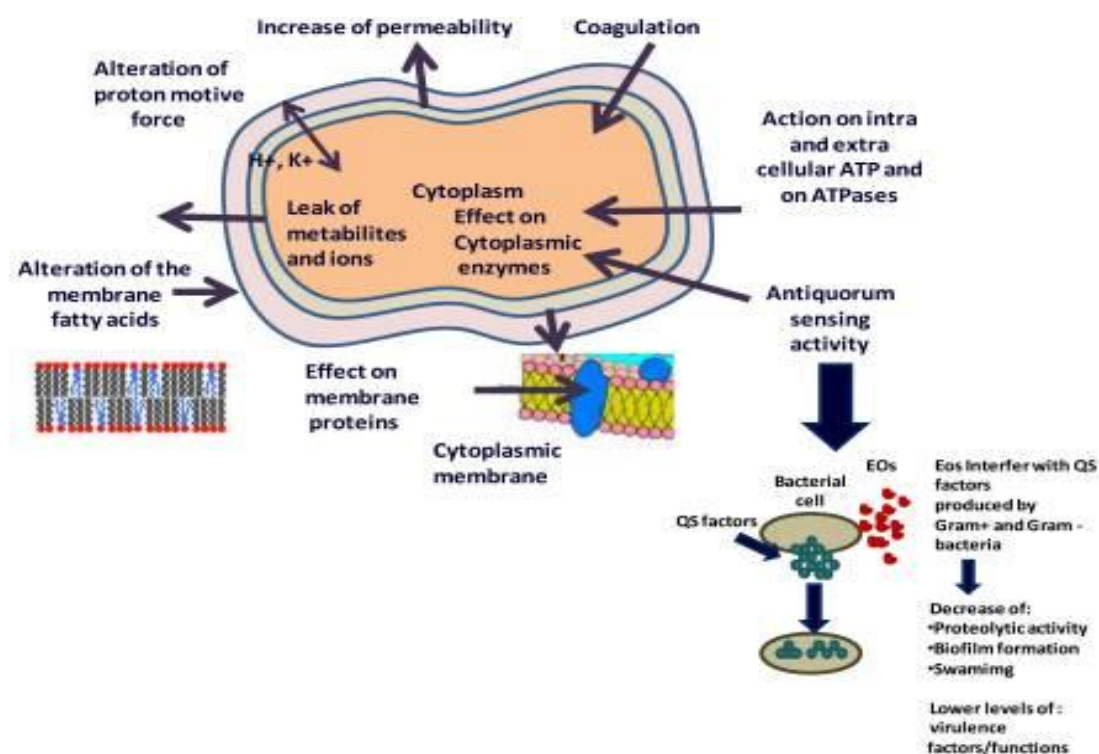 Increase of permeability
Coagulation
Alteration of
proton motive
force
H+, K+
Action on intra
and extra
cellular ATP and
on ATPases
Cytoplasm
Effect on
Cytoplasmic
enzymes
Leak of
metabilites
and ions
Alteration of the
membrane
fatty acids
Antiquorum
sensing
activity
Effect on
membrane
proteins
Cytoplasmic
membrane
EOs
Bacterial
cell
QS factors
Eos Interfer with QS
factors
produced by
Gram+ and Gram -
bacteria
Decrease of:
•Proteolytic activity
•Biofilm formation
•Swamimg
Lower levels of :
virulence
factors/functions